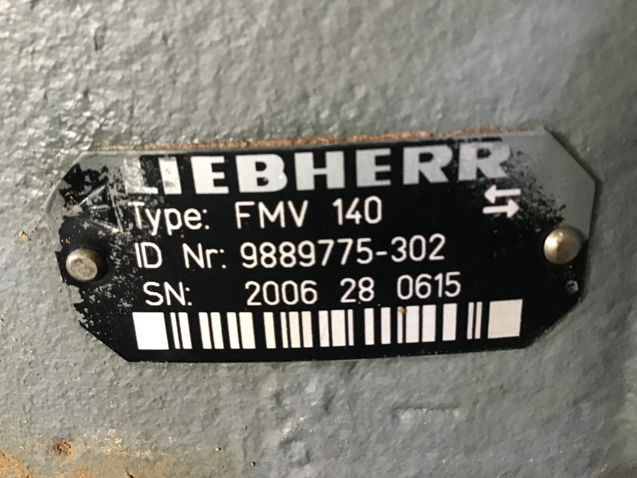 LIEBHERR
Type: FMV 140
ID Nr: 9889775-302
SN: 2006 28 0615